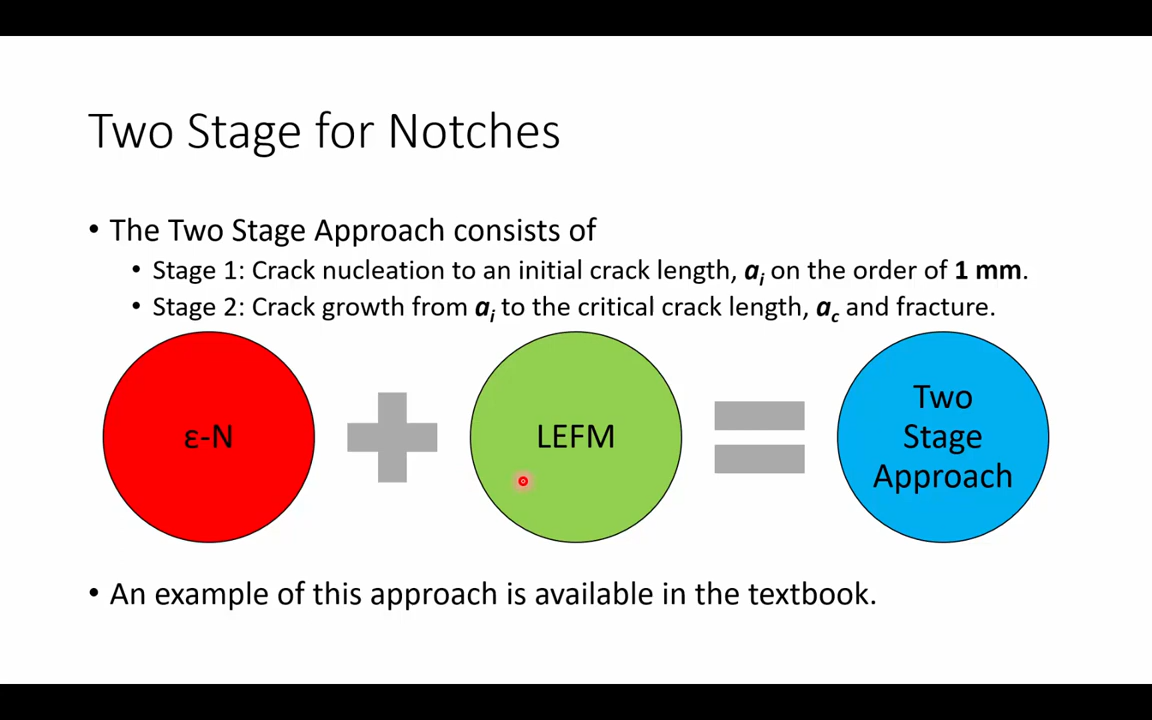 Two Stage for Notches
• The Two Stage Approach consists of
• Stage 1: Crack nucleation to an initial crack length, ai on the order of 1 mm.
• Stage 2: Crack growth from ai to the critical crack length, ac and fracture.
ε-N
LEFM
Two
Stage
Approach
• An example of this approach is available in the textbook.